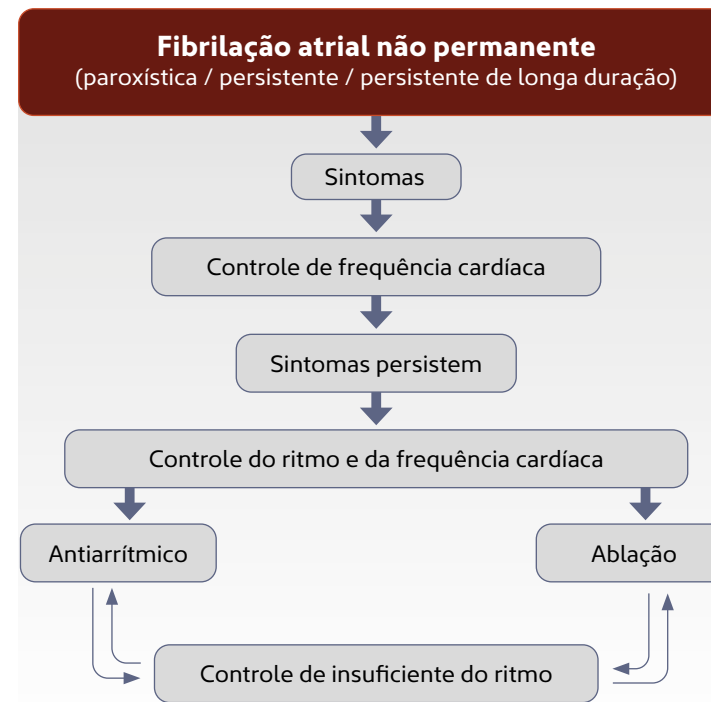 Fibrilação atrial não permanente
(paroxística / persistente / persistente de longa duração)
Sintomas
Controle de frequência cardíaca
Sintomas persistem
Controle do ritmo e da frequência cardíaca
Antiarrítmico
Ablação
Controle de insuficiente do ritmo